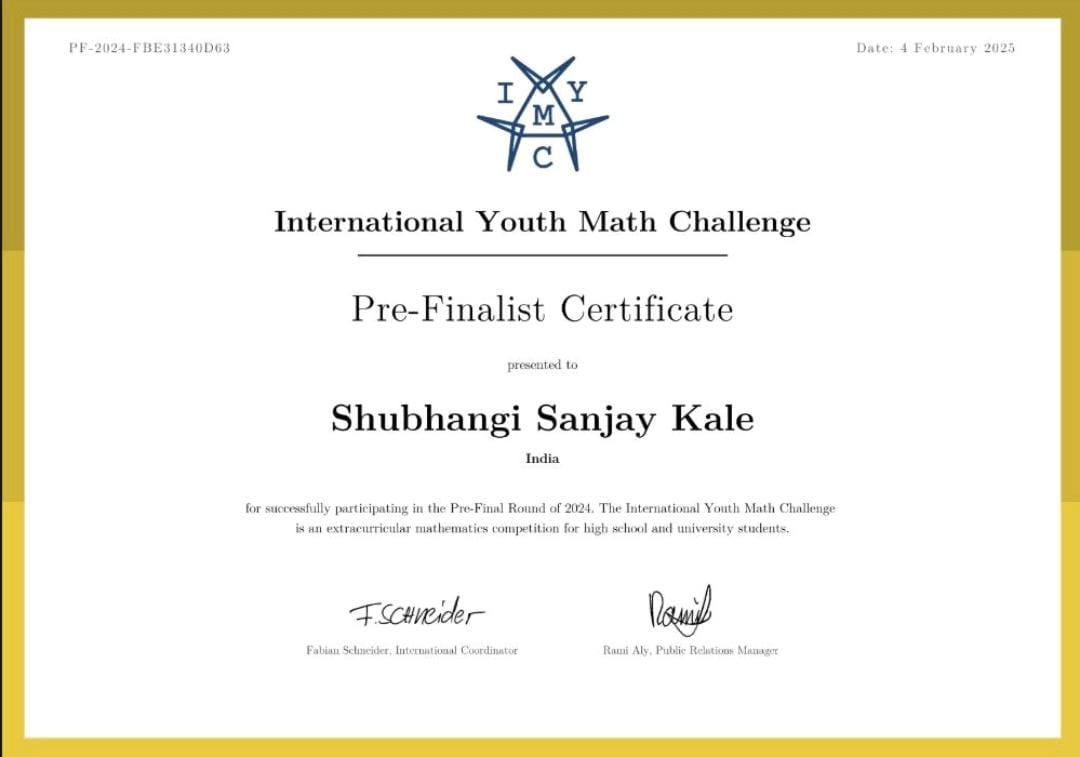 PF-2024-FBE31340D63
Date: 4 February 2025
I Y
M
C
International Youth Math Challenge
Pre-Finalist Certificate
presented to
Shubhangi Sanjay Kale
India
for successfully participating in the Pre-Final Round of 2024. The International Youth Math Challenge
is an extracurricular mathematics competition for high school and university students.
F.SCHNeider
Rami
Fabian Schneider, International Coordinator
Rami Aly, Public Relations Manager